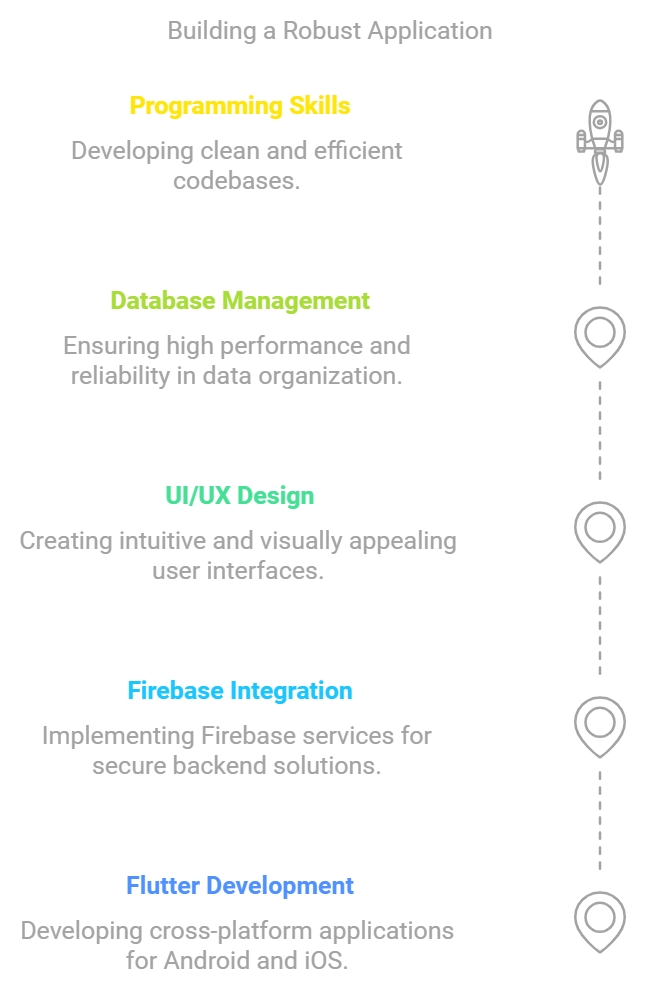 Building a Robust Application
Programming Skills
Developing clean and efficient
codebases.
Database Management
Ensuring high performance and
reliability in data organization.
UI/UX Design
Creating intuitive and visually appealing
user interfaces.
Firebase Integration
Implementing Firebase services for
secure backend solutions.
Flutter Development
Developing cross-platform applications
for Android and iOS.